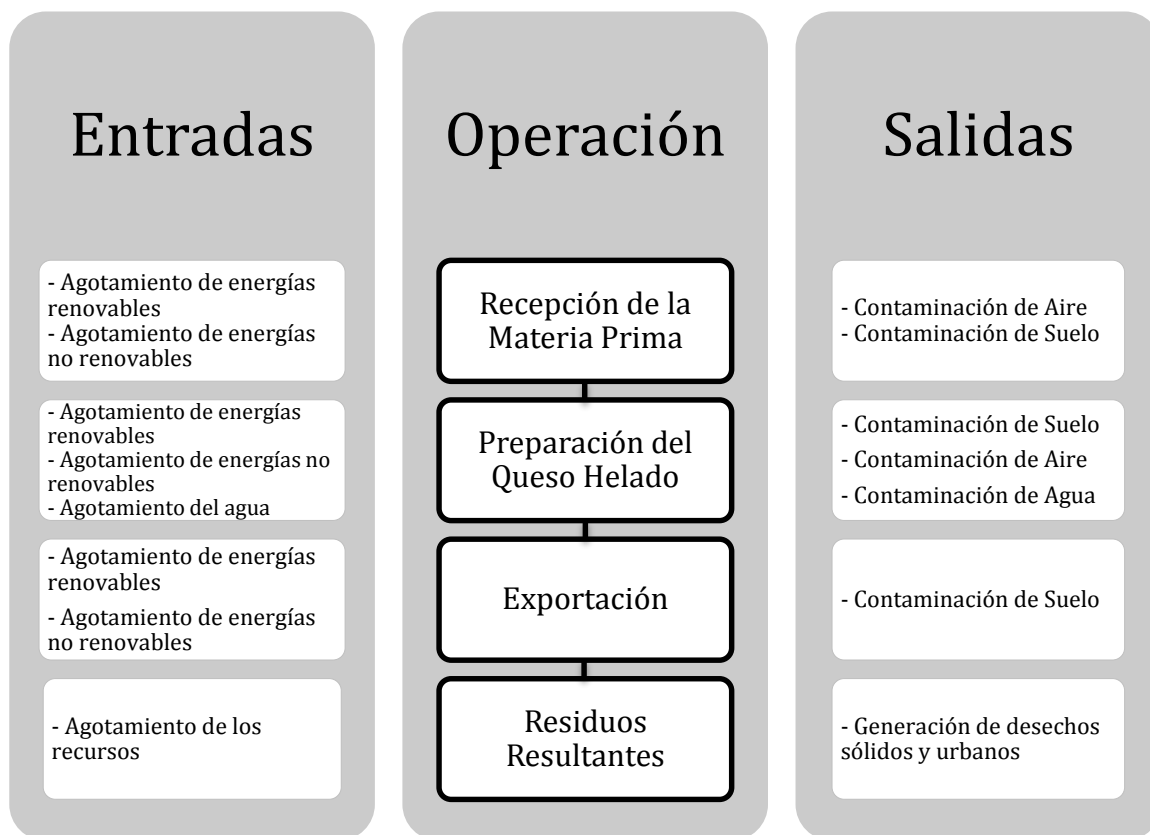 Entradas
- Agotamiento de energías
renovables
- Agotamiento de energías
no renovables
- Agotamiento de energías
renovables
- Agotamiento de energías no
renovables
- Agotamiento del agua
- Agotamiento de energías
renovables
- Agotamiento de energías
no renovables
- Agotamiento de los
recursos
Operación
Recepción de la
Materia Prima
Preparación del
Queso Helado
Exportación
Residuos
Resultantes
Salidas
- Contaminación de Aire
- Contaminación de Suelo
- Contaminación de Suelo
- Contaminación de Aire
- Contaminación de Agua
- Contaminación de Suelo
- Generación de desechos
sólidos y urbanos